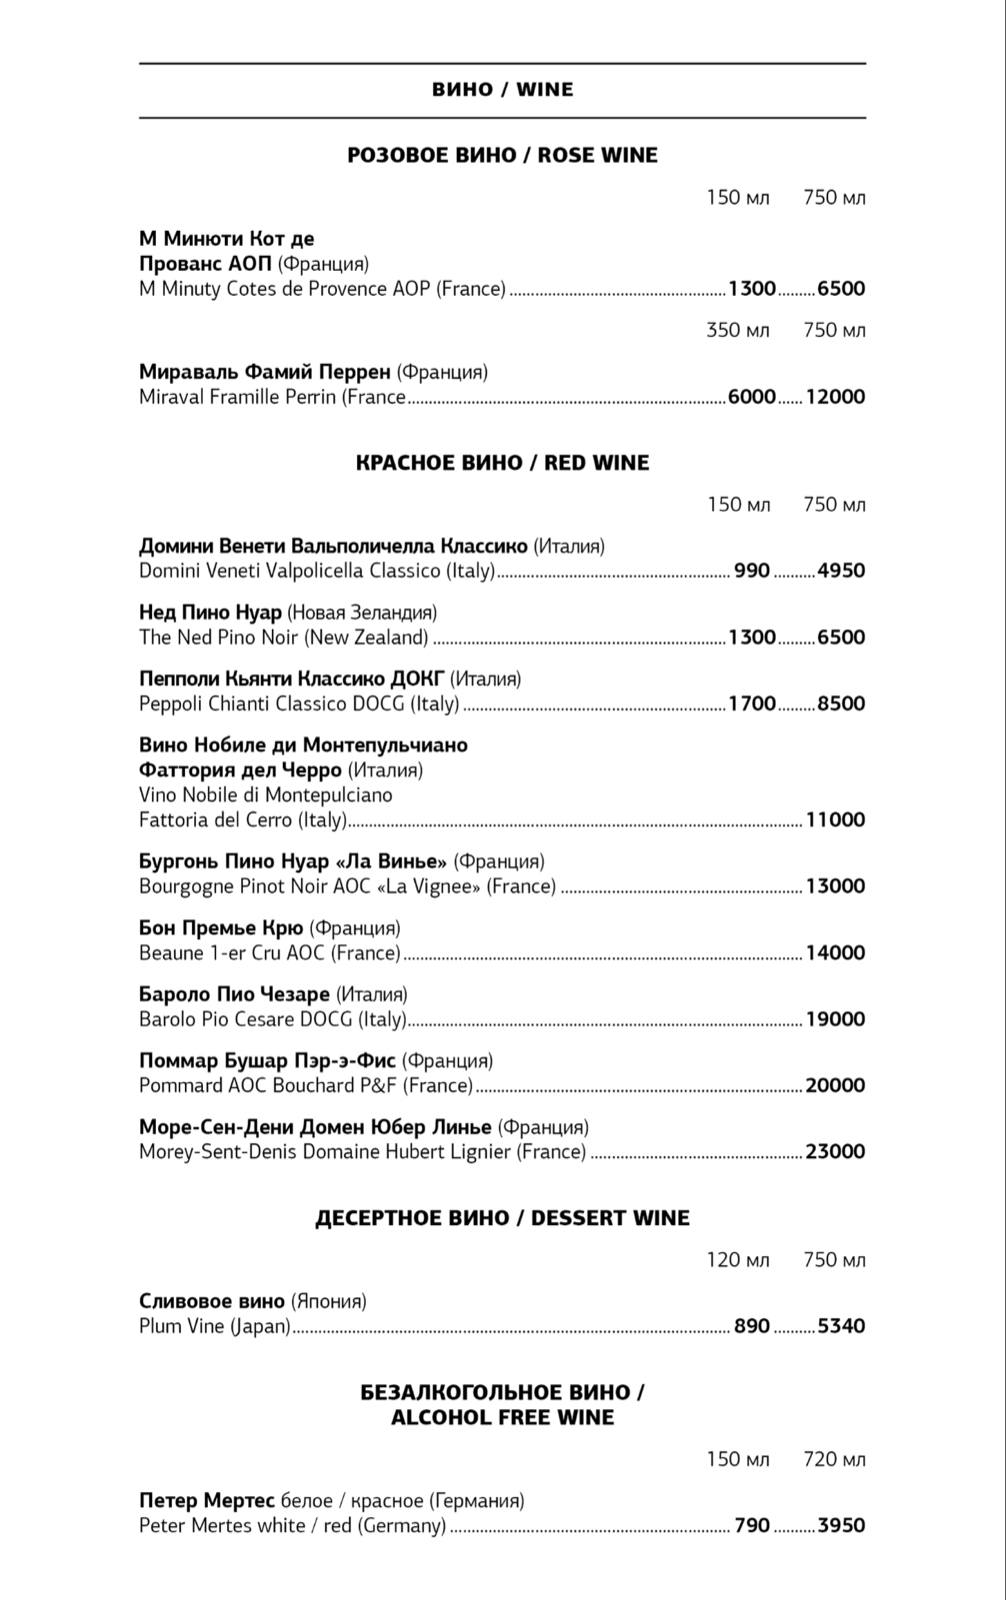 ВИНО / WINE
РОЗОВОЕ ВИНО / ROSE WINE
150 мл 750 мл
М Минюти Кот де
Прованс АОП (Франция)
M Minuty Cotes de Provence AOP (France) 1300 6500
350 мл 750 мл
Мираваль Фамий Перрен (Франция)
Miraval Framille Perrin (France 6000 12000
КРАСНОЕ ВИНО / RED WINE
150 мл 750 мл
Домини Венети Вальполичелла Классико (Италия)
Domini Veneti Valpolicella Classico (Italy) 990 4950
Нед Пино Нуар (Новая Зеландия)
The Ned Pino Noir (New Zealand) 1300 6500
Пепполи Кьянти Классико ДОКГ (Италия)
Peppoli Chianti Classico DOCG (Italy) 1700 8500
Вино Нобиле ди Монтепульчиано
Фаттория дел Черро (Италия)
Vino Nobile di Montepulciano
Fattoria del Cerro (Italy) 11000
Бургонь Пино Нуар «Ла Винье» (Франция)
Bourgogne Pinot Noir AOC «La Vignee» (France) 13000
Бон Премье Крю (Франция)
Beaune 1-er Cru AOC (France) 14000
Бароло Пио Чезаре (Италия)
Barolo Pio Cesare DOCG (Italy) 19000
Поммар Бушар Пэр-э-Фис (Франция)
Pommard AOC Bouchard P&F (France) 20000
Море-Сен-Дени Домен Юбер Линье (Франция)
Morey-Sent-Denis Domaine Hubert Lignier (France) 23000
ДЕСЕРТНОЕ ВИНО / DESSERT WINE
120 мл 750 мл
Сливовое вино (Япония)
Plum Vine (Japan) 890 5340
БЕЗАЛКОГОЛЬНОЕ ВИНО /
ALCOHOL FREE WINE
150 мл 720 мл
Петер Мертес белое / красное (Германия)
Peter Mertes white / red (Germany) 790 3950